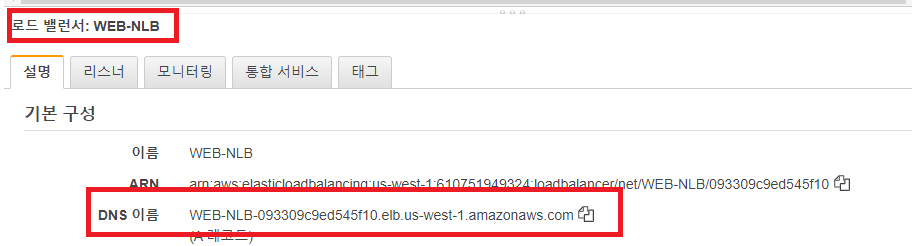 로드 밸런서: WEB-NLB
설명 리스너 모니터링 통합 서비스 태그
기본 구성
이름 WEB-NLB
ARN arn:aws:elasticloadbalancing:us-west-1:610751949324:loadbalancer/net/WEB-NLB/093309c9ed545f10
DNS 이름 WEB-NLB-093309c9ed545f10.elb.us-west-1.amazonaws.com
(A 레코드)